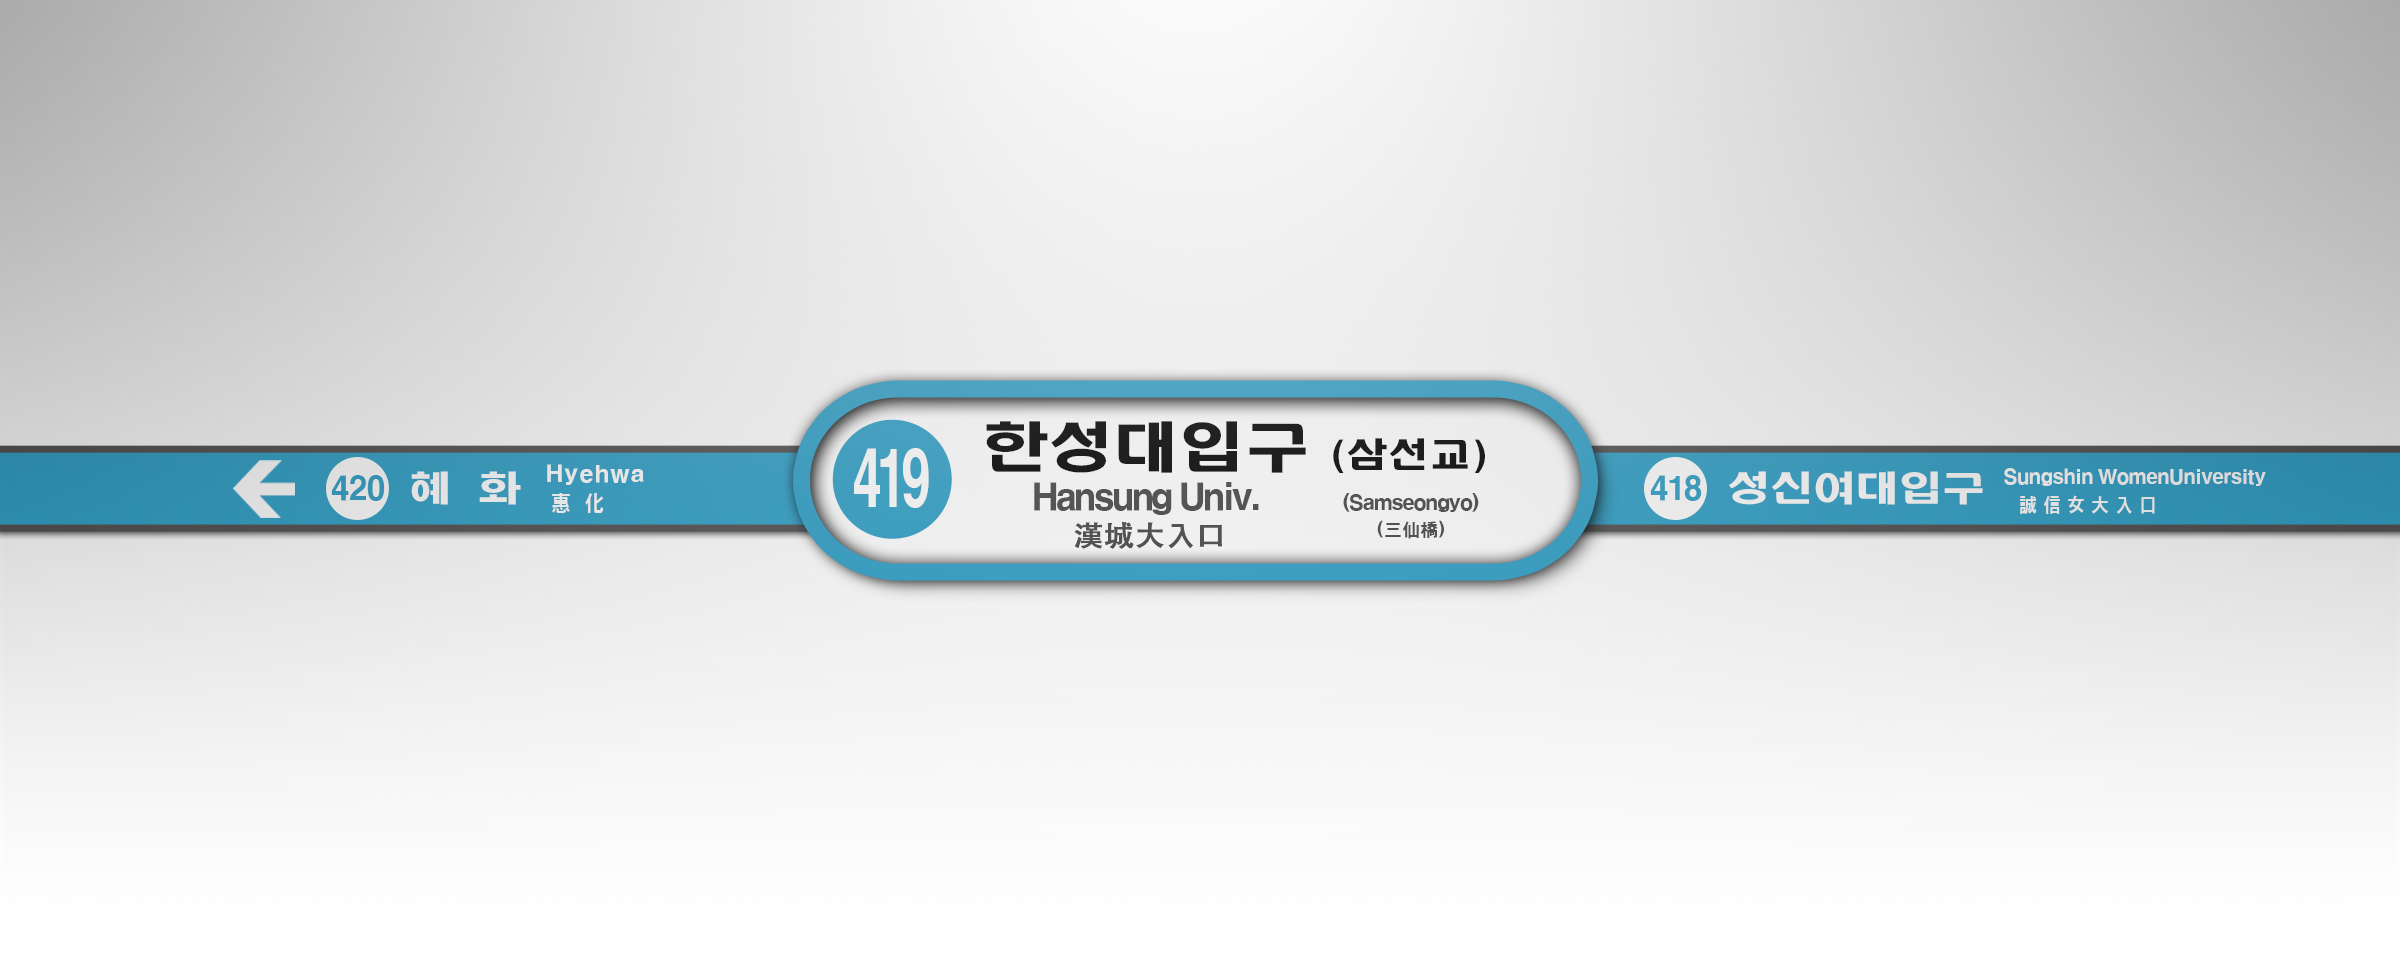 420 혜 화 Hyehwa
惠 化
419 한성대입구 (삼선교)
Hansung Univ. (Samseongyo)
漢城大入口 (三仙橋)
418 성신여대입구 Sungshin WomenUniversity
誠信女大入口